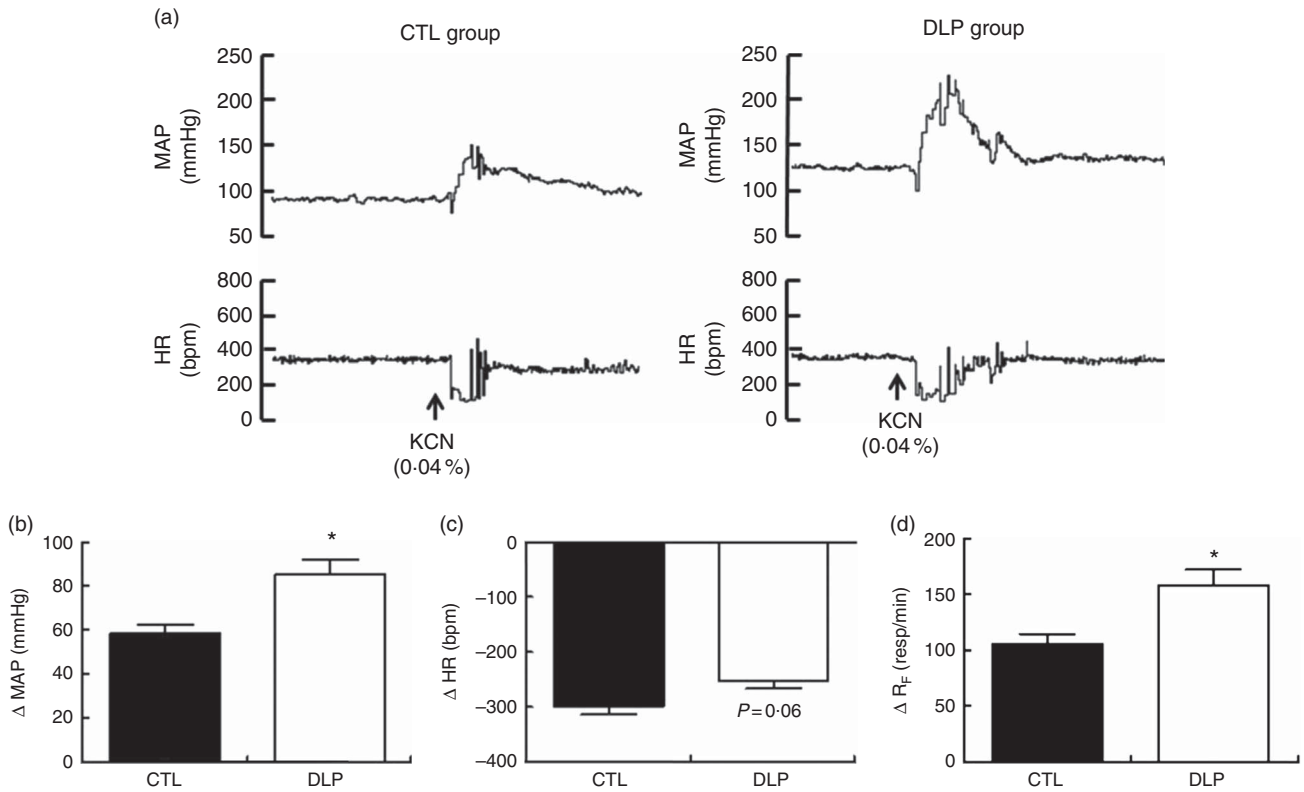 (a)
CTL group
DLP group
250
200
150
100
50
MAP
(mmHg)
250
200
150
100
50
MAP
(mmHg)
800
600
400
200
0
HR
(bpm)
KCN
(0·04 %)
800
600
400
200
0
HR
(bpm)
KCN
(0·04 %)
(b)
100
80
60
40
20
0
Δ MAP (mmHg)
*
CTL
DLP
(c)
0
–100
–200
–300
–400
Δ HR (bpm)
P = 0·06
CTL
DLP
(d)
200
150
100
50
0
Δ RF (resp/min)
*
CTL
DLP